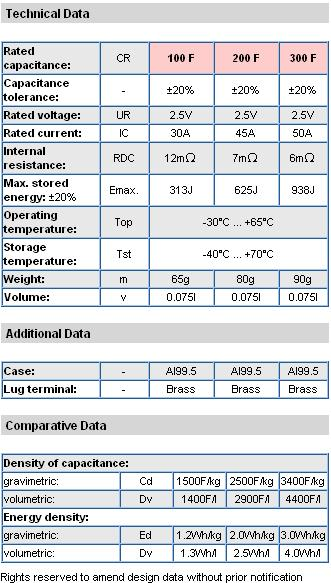 Technical Data
Rated capacitance: CR 100 F 200 F 300 F
Capacitance tolerance: - ±20% ±20% ±20%
Rated voltage: UR 2.5V 2.5V 2.5V
Rated current: IC 30A 45A 50A
Internal resistance: RDC 12mΩ 7mΩ 6mΩ
Max. stored energy: ±20% Emax. 313J 625J 938J
Operating temperature: Top -30°C ... +65°C
Storage temperature: Tst -40°C ... +70°C
Weight: m 65g 80g 90g
Volume: v 0.075l 0.075l 0.075l
Additional Data
Case: - Al99.5 Al99.5 Al99.5
Lug terminal: - Brass Brass Brass
Comparative Data
Density of capacitance:
gravimetric: Cd 1500F/kg 2500F/kg 3400F/kg
volumetric: Dv 1400F/l 2900F/l 4400F/l
Energy density:
gravimetric: Ed 1.2Wh/kg 2.0Wh/kg 3.0Wh/kg
volumetric: Dv 1.3Wh/l 2.5Wh/l 4.0Wh/l
Rights reserved to amend design data without prior notification